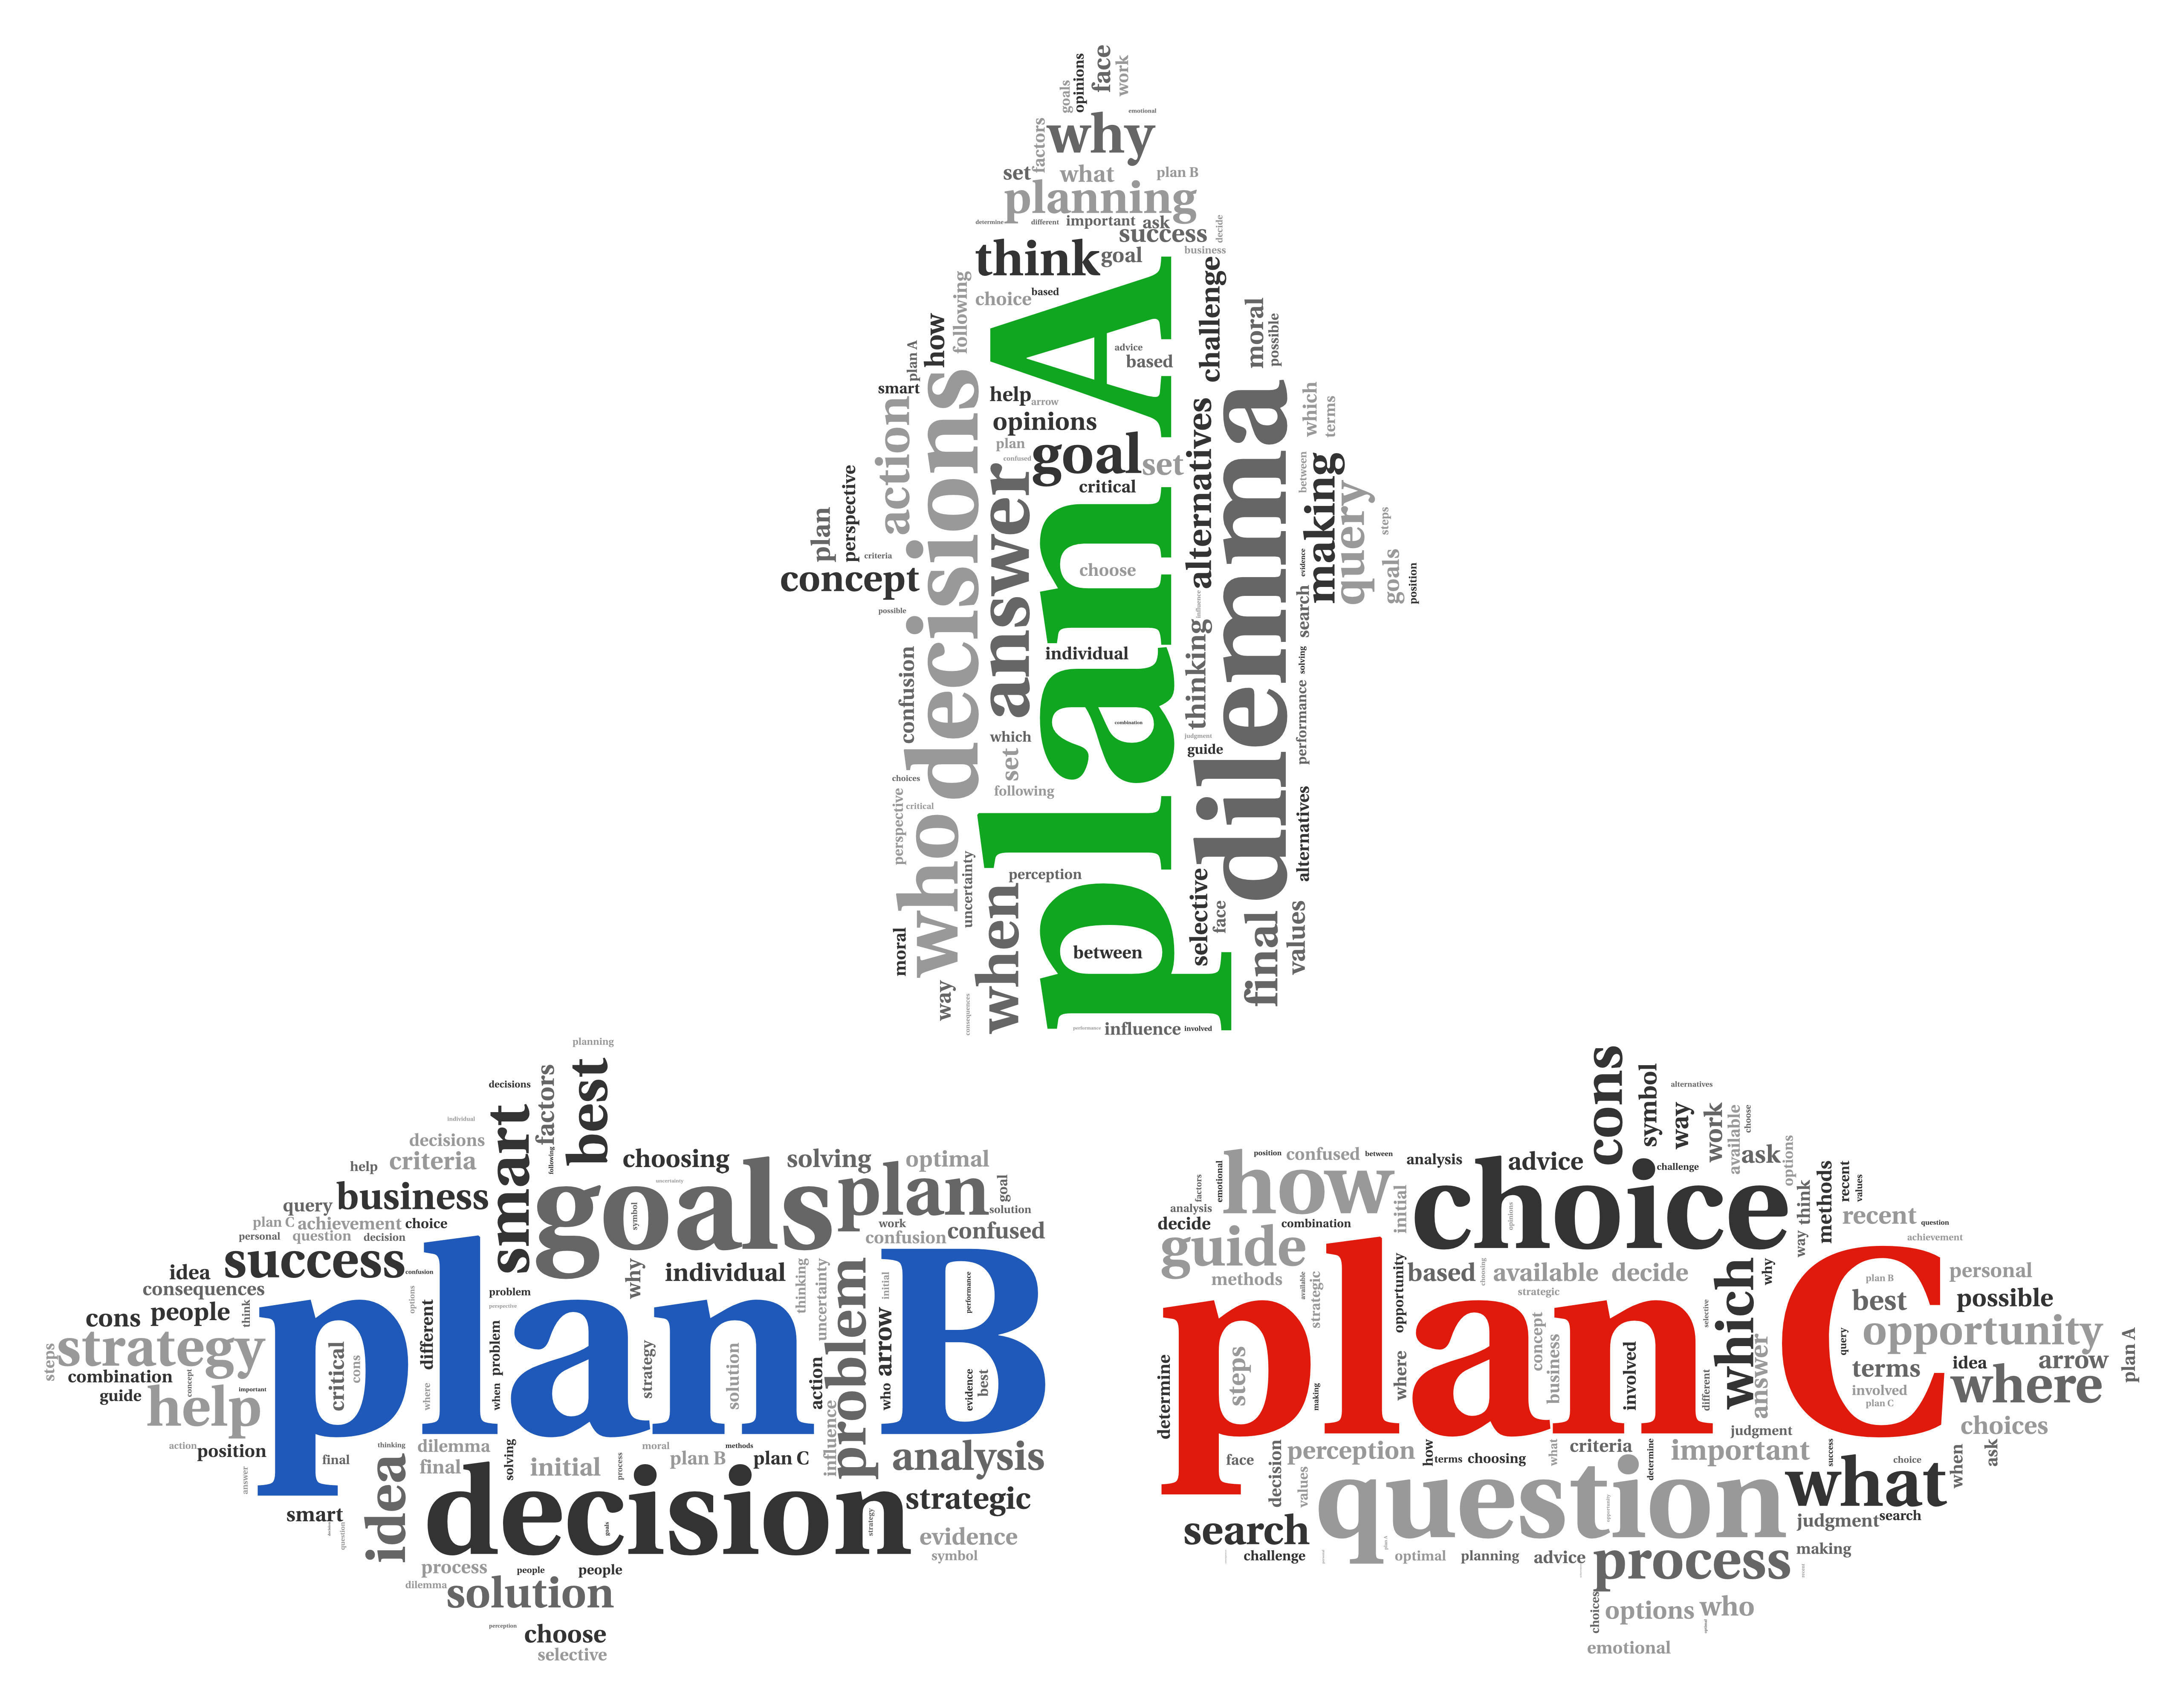 goals
opinions
face
work
emotional
factors
why
set
what
plan B
planning
determine
different
important
ask
success
decide
business
think
goal
following
choice
based
challenge
moral
possible
how
plan A
smart
plan A
advice
based
help
arrow
opinions
plan
confused
goal
set
critical
decisions
action
answer
alternatives
dilemma
which
terms
between
making
query
steps
goals
position
plan
perspective
criteria
concept
possible
choose
evidence
search
influence
thinking
individual
solving
confusion
combination
which
set
following
judgment
guide
performance
choices
perspective
critical
who
uncertainty
alternatives
perception
when
selective
face
final
values
moral
between
way
consequences
performance
influence
involved
planning
decisions
factors
best
smart
individual
decisions
following
help
criteria
choosing
solving
optimal
business
uncertainty
goals
symbol
plan
goal
solution
query
plan C
achievement
choice
work
confusion
confused
personal
question
decision
success
confusion
idea
consequences
why
individual
thinking
uncertainty
problem
initial
performance
options
problem
perspective
cons
people
think
plan B
different
strategy
steps
critical
cons
problem
strategy
solution
action
arrow
combination
concept
guide
important
help
where
when
who
evidence
best
influence
action
position
thinking
dilemma
moral
methods
final
final
solving
initial
process
plan B
plan C
analysis
answer
idea
decision
goals
strategy
strategic
smart
question
evidence
symbol
process
people
people
dilemma
solution
perception
choose
selective
cons
symbol
alternatives
way
work
available
choose
ask
options
position
confused
between
analysis
advice
challenge
factors
emotional
how
choice
opinions
initial
way
think
methods
recent
values
analysis
decide
combination
recent
question
achievement
guide
methods
available
strategic
opportunity
based
choosing
available
decide
strategic
why
which
plan B
personal
best
possible
plan C
selective
query
opportunity
plan A
determine
steps
making
where
concept
business
involved
different
answer
terms
idea
arrow
involved
plan C
where
choices
judgment
face
decision
values
perception
how
terms
choosing
what
criteria
determine
important
success
choice
when
ask
question
opportunity
what
search
judgment
search
challenge
plan A
optimal
planning
advice
process
making
choices
options
who
optimal
emotional